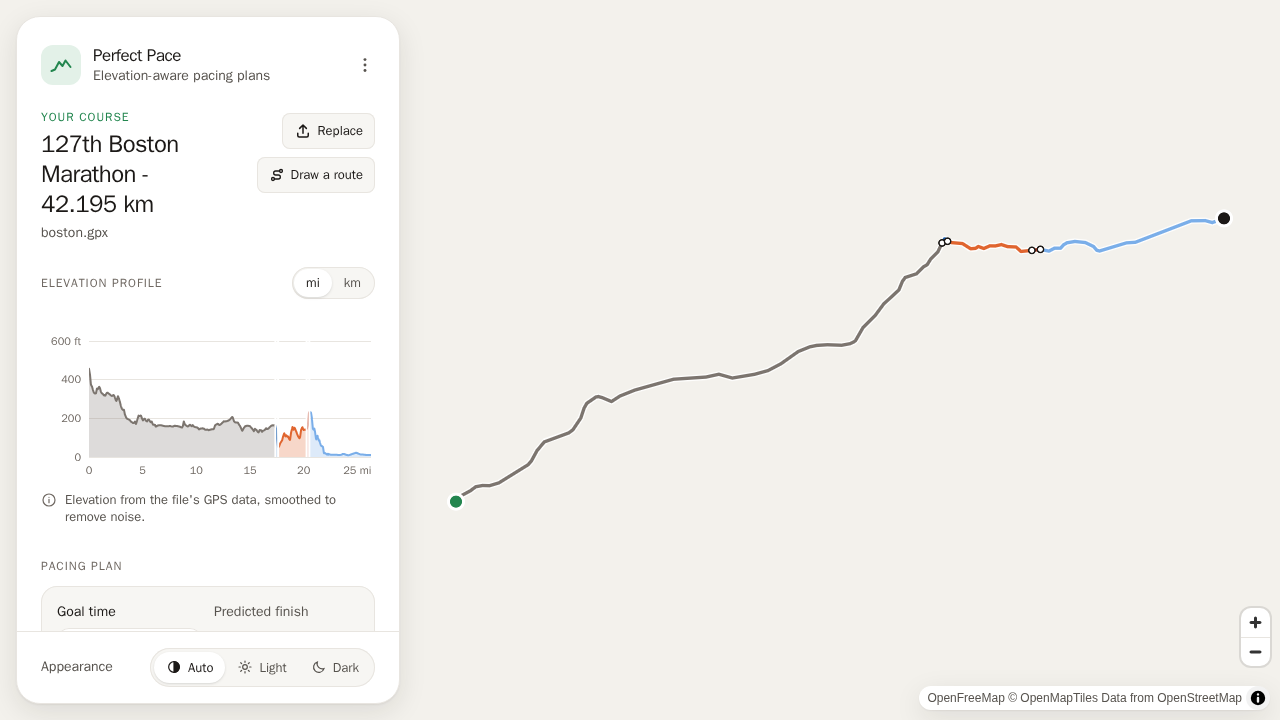 Perfect Pace
Elevation-aware pacing plans
YOUR COURSE
127th Boston
Marathon -
42.195 km
boston.gpx
Replace
Draw a route
ELEVATION PROFILE
mi km
600 ft
400
200
0
0 5 10 15 20 25 mi
Elevation from the file's GPS data, smoothed to
remove noise.
PACING PLAN
Goal time Predicted finish
Appearance Auto Light Dark
OpenFreeMap © OpenMapTiles Data from OpenStreetMap